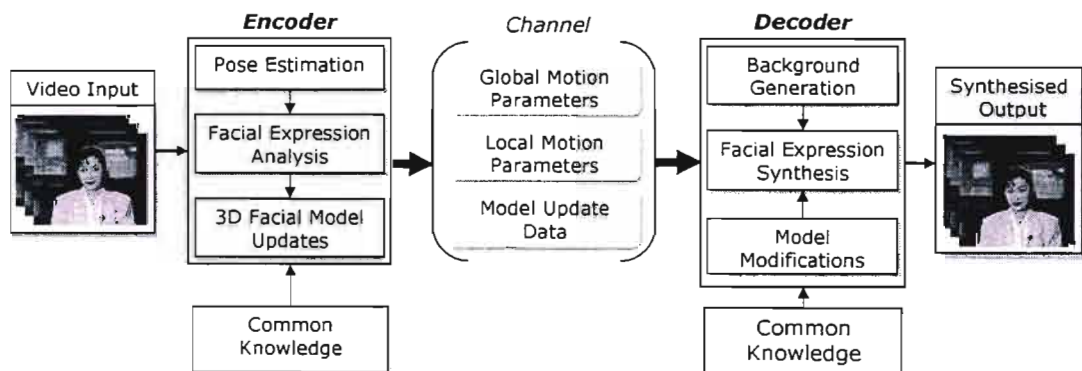 Encoder
Channel
Decoder
Video Input
Pose Estimation
Facial Expression
Analysis
3D Facial Model
Updates
Common
Knowledge
Global Motion
Parameters
Local Motion
Parameters
Model Update
Data
Background
Generation
Facial Expression
Synthesis
Model
Modifications
Common
Knowledge
Synthesised
Output